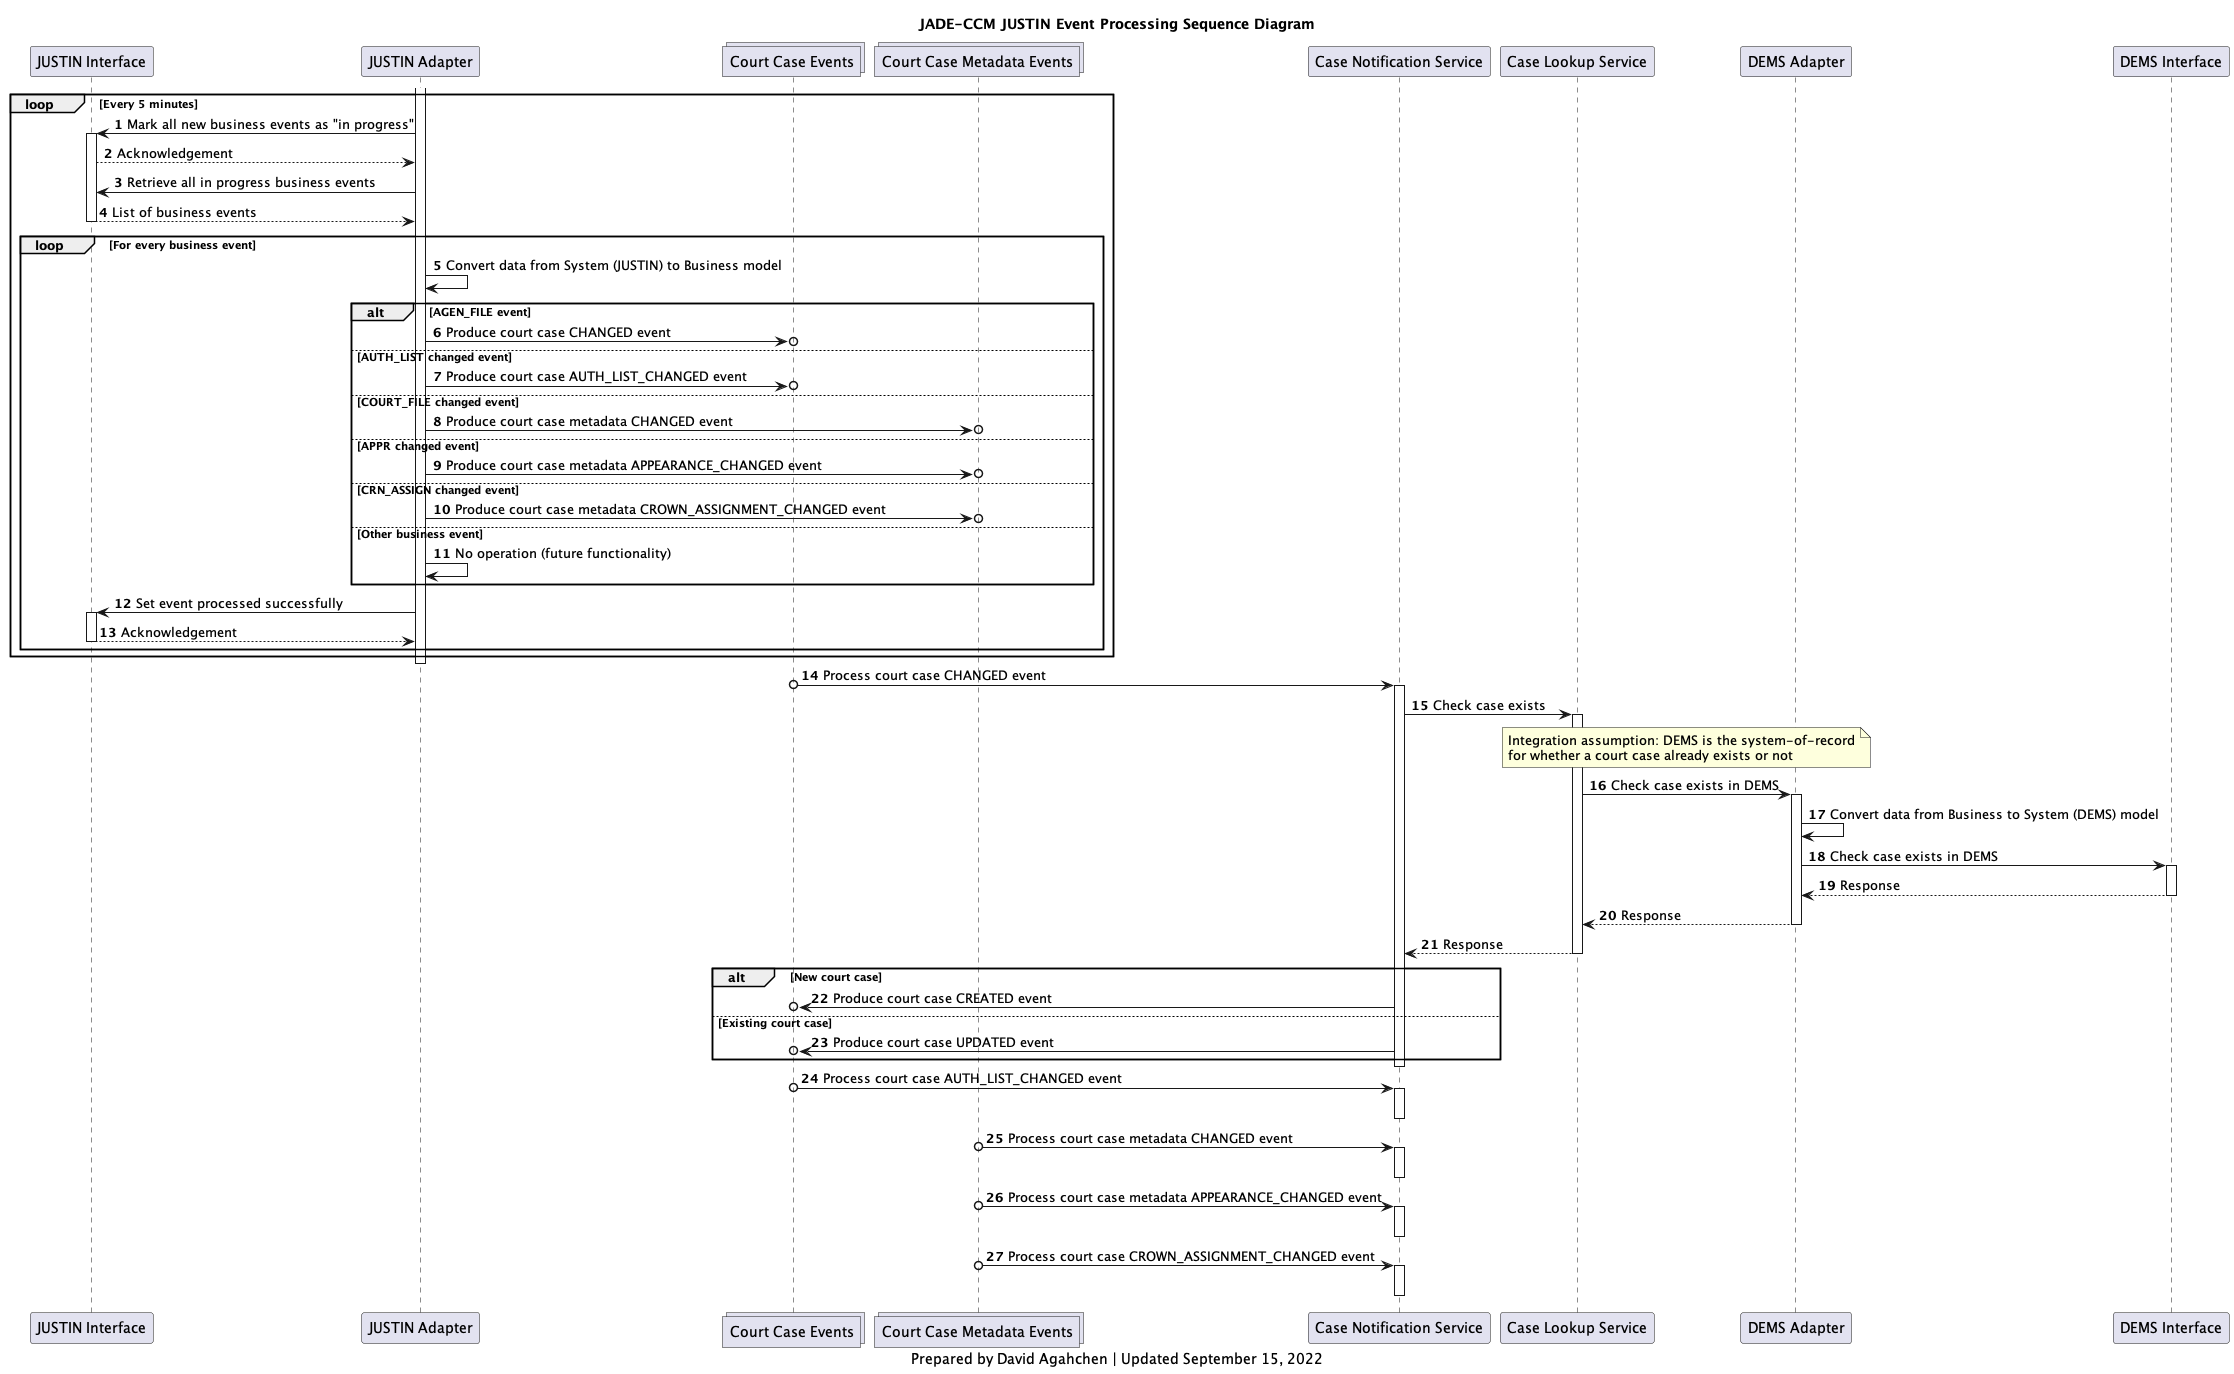 JADE-CCM JUSTIN Event Processing Sequence Diagram
JUSTIN Interface
JUSTIN Adapter
Court Case Events
Court Case Metadata Events
Case Notification Service
Case Lookup Service
DEMS Adapter
DEMS Interface
loop [Every 5 minutes]
1 Mark all new business events as "in progress"
2 Acknowledgement
3 Retrieve all in progress business events
4 List of business events
loop [For every business event]
5 Convert data from System (JUSTIN) to Business model
alt [AGEN_FILE event]
6 Produce court case CHANGED event
[AUTH_LIST changed event]
7 Produce court case AUTH_LIST_CHANGED event
[COURT_FILE changed event]
8 Produce court case metadata CHANGED event
[APPR changed event]
9 Produce court case metadata APPEARANCE_CHANGED event
[CRN_ASSIGN changed event]
10 Produce court case metadata CROWN_ASSIGNMENT_CHANGED event
[Other business event]
11 No operation (future functionality)
12 Set event processed successfully
13 Acknowledgement
14 Process court case CHANGED event
15 Check case exists
Integration assumption: DEMS is the system-of-record
for whether a court case already exists or not
16 Check case exists in DEMS
17 Convert data from Business to System (DEMS) model
18 Check case exists in DEMS
19 Response
20 Response
21 Response
alt [New court case]
22 Produce court case CREATED event
[Existing court case]
23 Produce court case UPDATED event
24 Process court case AUTH_LIST_CHANGED event
25 Process court case metadata CHANGED event
26 Process court case metadata APPEARANCE_CHANGED event
27 Process court case CROWN_ASSIGNMENT_CHANGED event
JUSTIN Interface
JUSTIN Adapter
Court Case Events
Court Case Metadata Events
Case Notification Service
Case Lookup Service
DEMS Adapter
DEMS Interface
Prepared by David Agahchen | Updated September 15, 2022